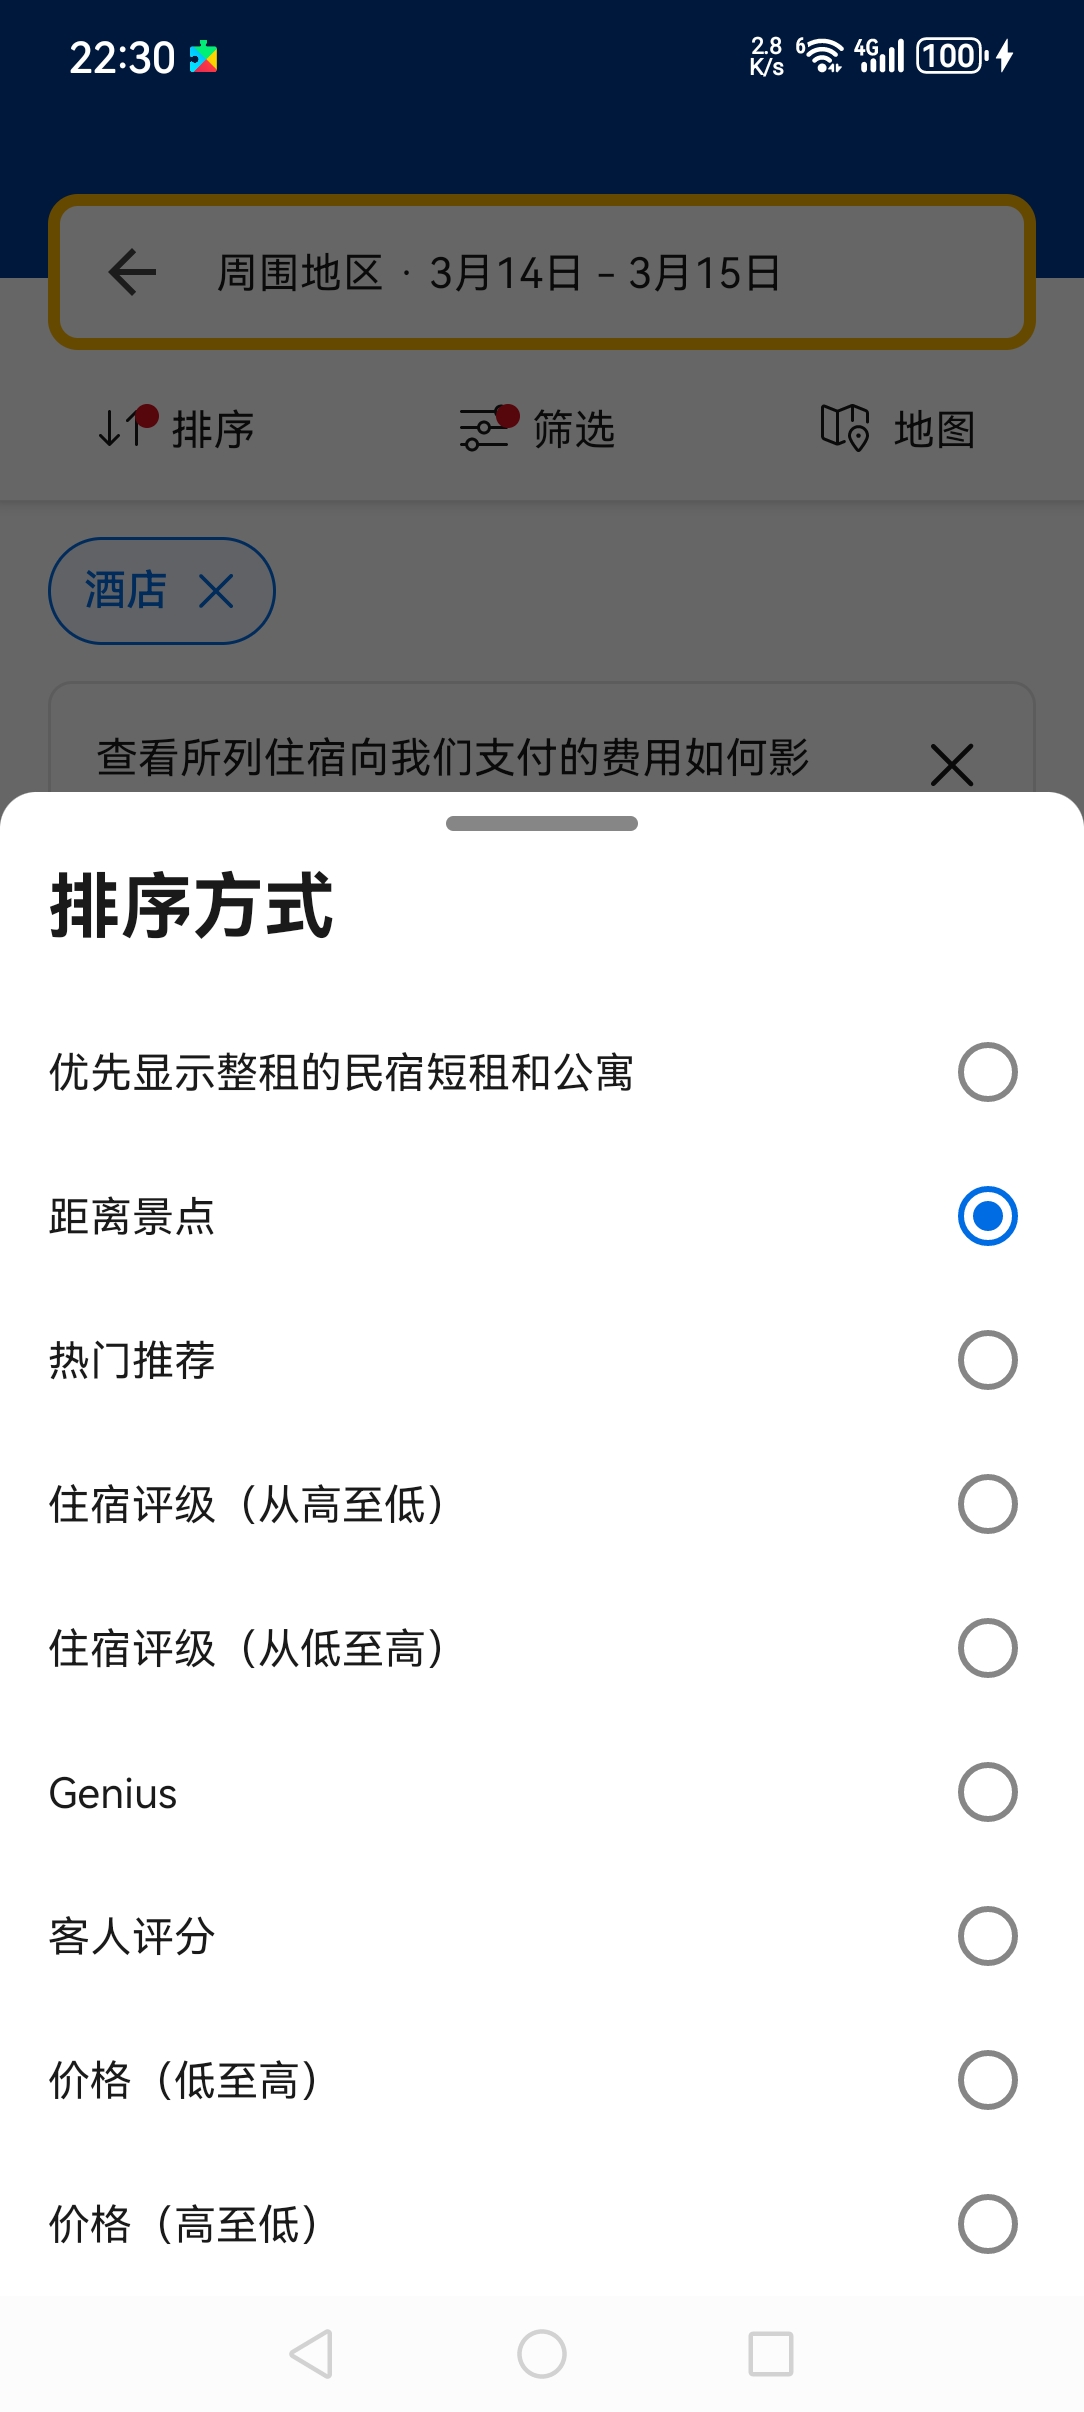 22:30
2.8
K/s
6
4G
100
周围地区 · 3月14日 – 3月15日
排序
筛选
地图
酒店
查看所列住宿向我们支付的费用如何影
排序方式
优先显示整租的民宿短租和公寓
距离景点
热门推荐
住宿评级（从高至低）
住宿评级（从低至高）
Genius
客人评分
价格（低至高）
价格（高至低）